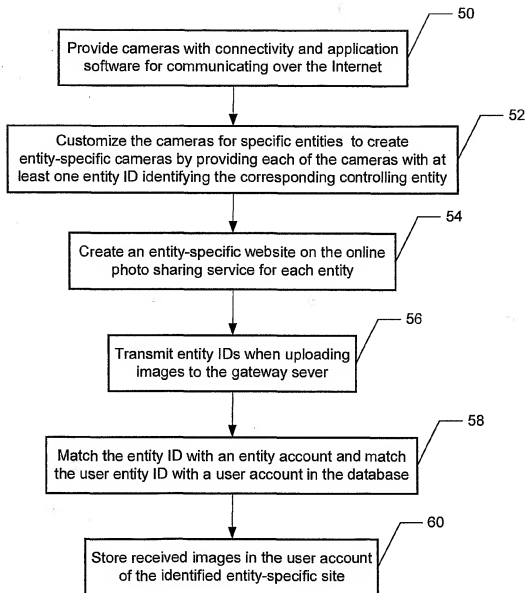 50
Provide cameras with connectivity and application
software for communicating over the Internet
52
Customize the cameras for specific entities to create
entity-specific cameras by providing each of the cameras with at
least one entity ID identifying the corresponding controlling entity
54
Create an entity-specific website on the online
photo sharing service for each entity
56
Transmit entity IDs when uploading
images to the gateway sever
58
Match the entity ID with an entity account and match
the user entity ID with a user account in the database
60
Store received images in the user account
of the identified entity-specific site